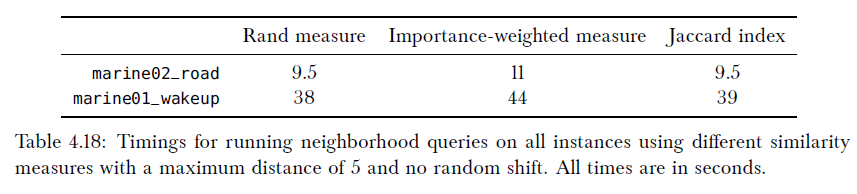 Rand measure Importance-weighted measure Jaccard index
marine02_road 9.5 11 9.5
marine01_wakeup 38 44 39
Table 4.18: Timings for running neighborhood queries on all instances using different similarity
measures with a maximum distance of 5 and no random shift. All times are in seconds.